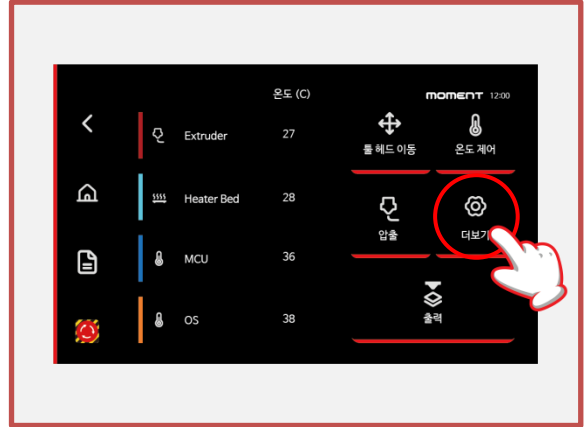 온도 (C)
MOMENT 12:00
Extruder 27
툴 헤드 이동
온도 제어
Heater Bed 28
압출
더보기
MCU 36
출력
OS 38